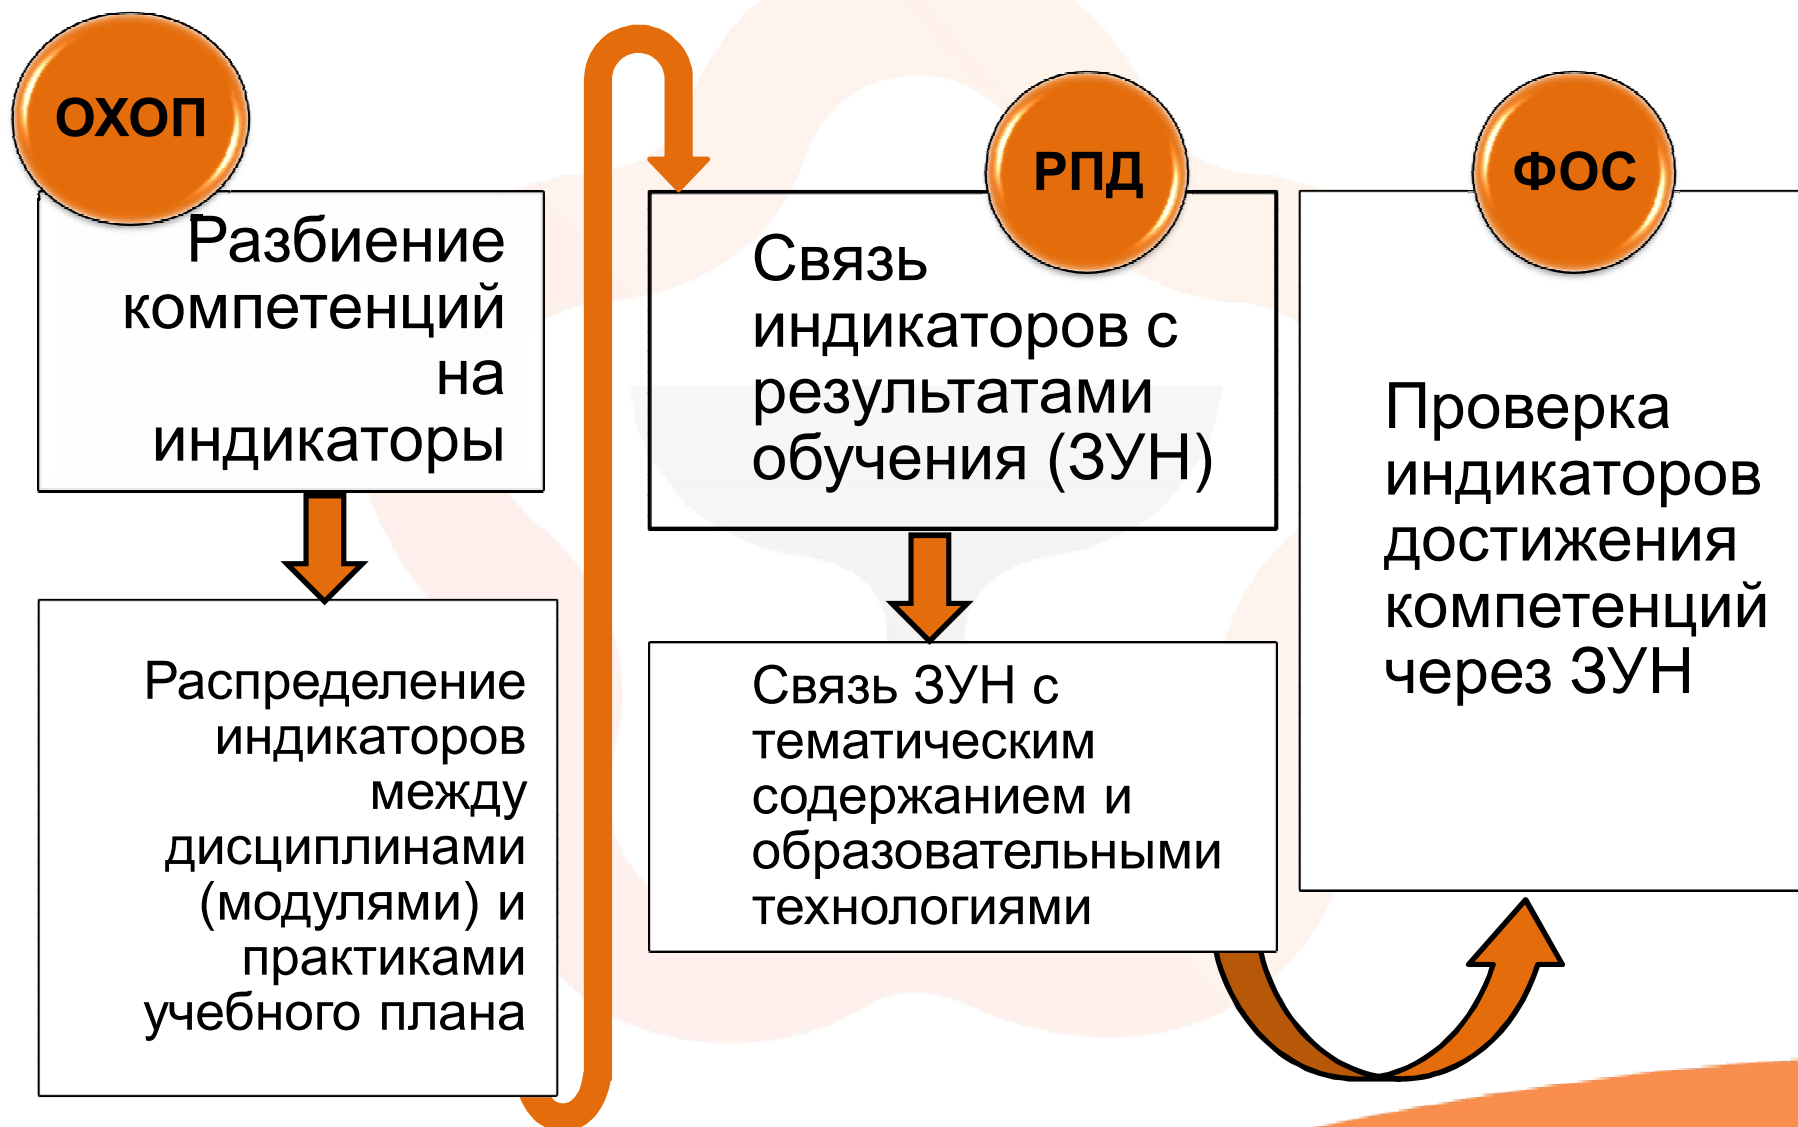 ОХОП
Разбиение
компетенций
на
индикаторы
Распределение
индикаторов
между
дисциплинами
(модулями) и
практиками
учебного плана
РПД
Связь
индикаторов с
результатами
обучения (ЗУН)
Связь ЗУН с
тематическим
содержанием и
образовательными
технологиями
ФОС
Проверка
индикаторов
достижения
компетенций
через ЗУН